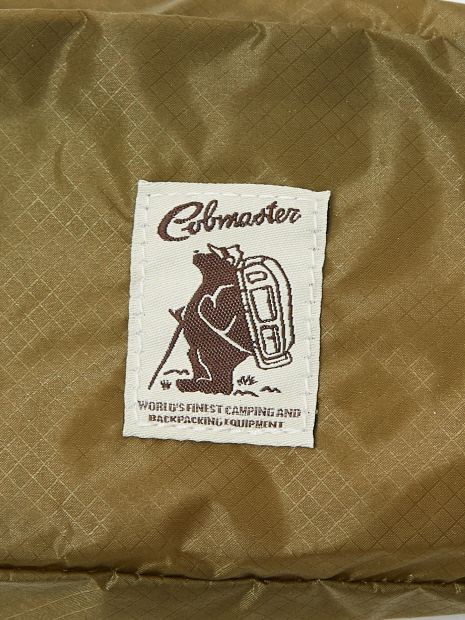 Cobmaster
WORLD'S FINEST CAMPING AND
BACKPACKING EQUIPMENT